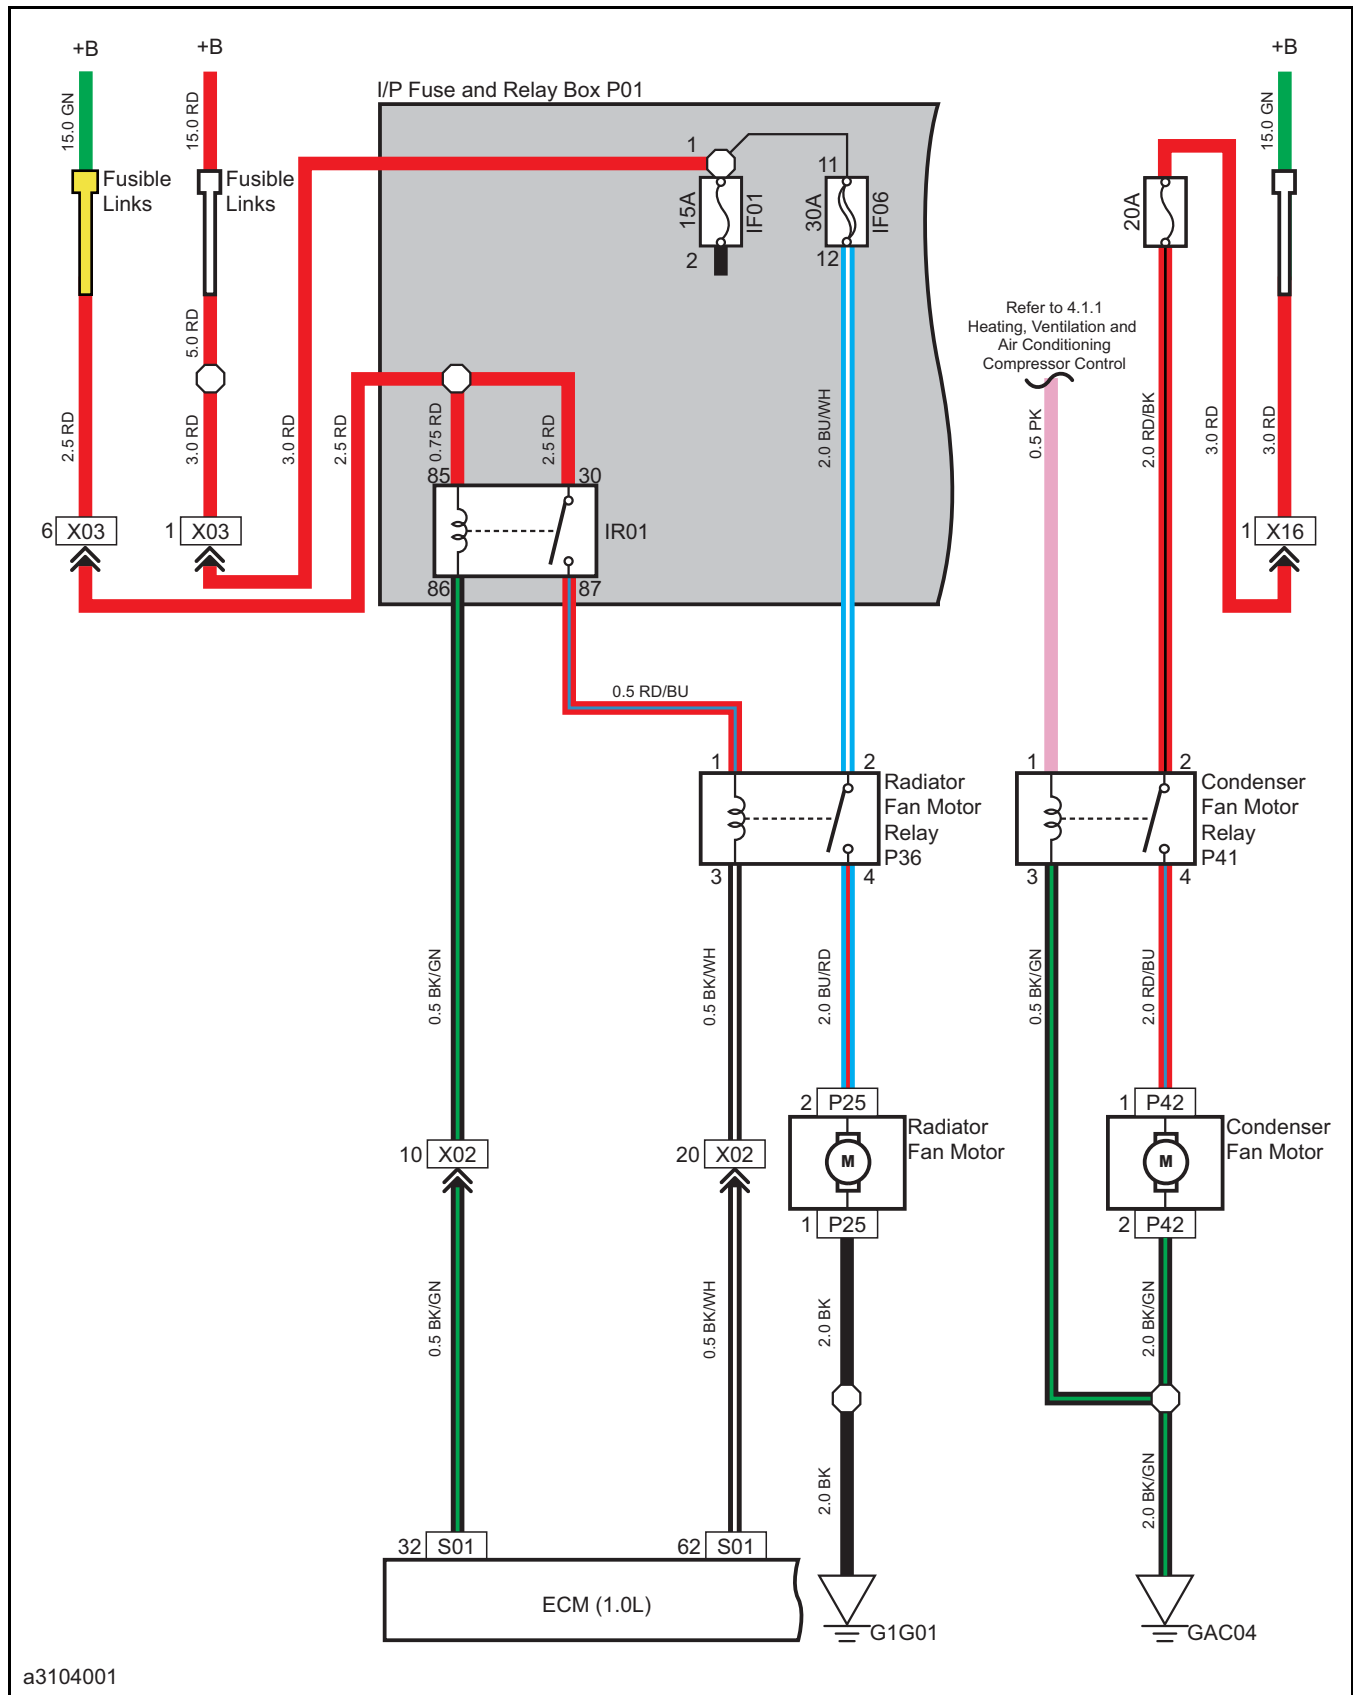 +B
+B
+B
I/P Fuse and Relay Box P01
15.0 GN
15.0 RD
15.0 GN
Fusible
Links
Fusible
Links
1
15A
IF01
2
11
30A
IF06
12
20A
Refer to 4.1.1
Heating, Ventilation and
Air Conditioning
Compressor Control
5.0 RD
2.5 RD
3.0 RD
3.0 RD
2.5 RD
0.75 RD
2.5 RD
2.0 BU/WH
0.5 PK
2.0 RD/BK
3.0 RD
3.0 RD
85
30
6 X03
1 X03
IR01
1 X16
86
87
0.5 RD/BU
1
2
Radiator
Fan Motor
Relay
P36
3
4
1
2
Condenser
Fan Motor
Relay
P41
3
4
0.5 BK/GN
0.5 BK/WH
2.0 BU/RD
0.5 BK/GN
2.0 RD/BU
2 P25
1 P42
Radiator
Fan Motor
M
Condenser
Fan Motor
M
10 X02
20 X02
1 P25
2 P42
0.5 BK/GN
0.5 BK/WH
2.0 BK
2.0 BK/GN
2.0 BK
2.0 BK/GN
32 S01
62 S01
ECM (1.0L)
G1G01
GAC04
a3104001